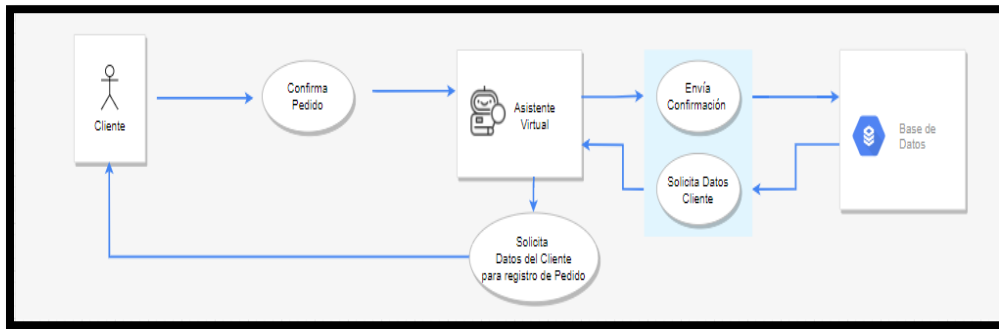 Cliente
Confirma
Pedido
Asistente
Virtual
Envía
Confirmación
Base de
Datos
Solicita Datos
Cliente
Solicita
Datos del Cliente
para registro de Pedido